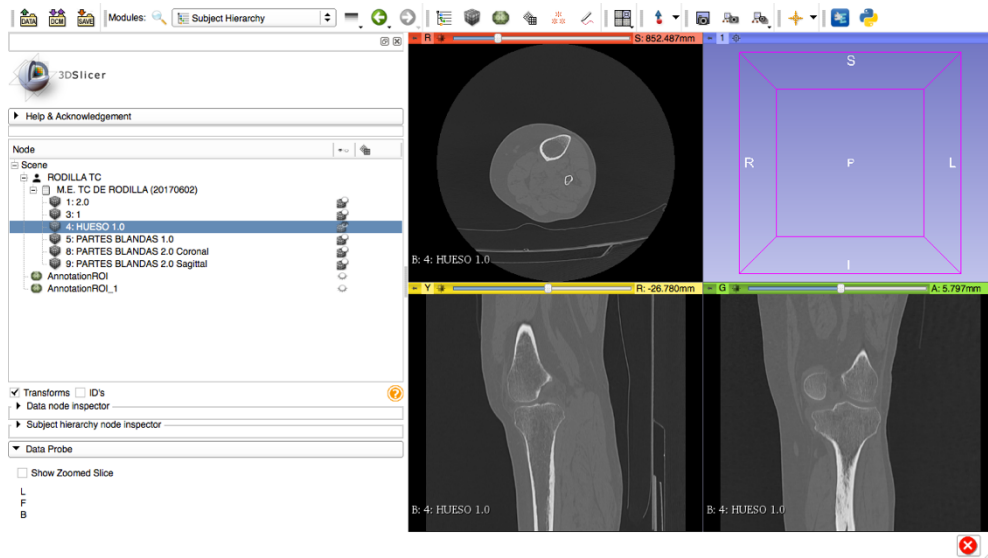 DATA DCM SAVE Modules: Subject Hierarchy
R S: 852.487mm 1
3DSlicer
Help & Acknowledgement
Node
Scene
RODILLA TC
M.E. TC DE RODILLA (20170602)
1: 2.0
3: 1
4: HUESO 1.0
5: PARTES BLANDAS 1.0
8: PARTES BLANDAS 2.0 Coronal
9: PARTES BLANDAS 2.0 Sagittal
AnnotationROI
AnnotationROI_1
Transforms ID's
Data node inspector
Subject hierarchy node inspector
Data Probe
Show Zoomed Slice
L
F
B
B: 4: HUESO 1.0
S
R P L
I
Y R: -26.780mm
G A: 5.797mm
B: 4: HUESO 1.0
B: 4: HUESO 1.0